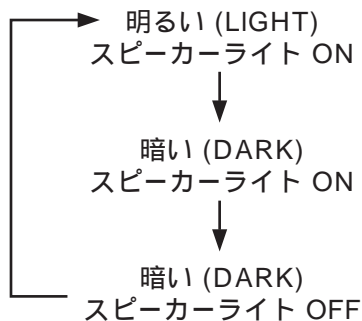 明るい (LIGHT)
スピーカーライト ON
暗い (DARK)
スピーカーライト ON
暗い (DARK)
スピーカーライト OFF